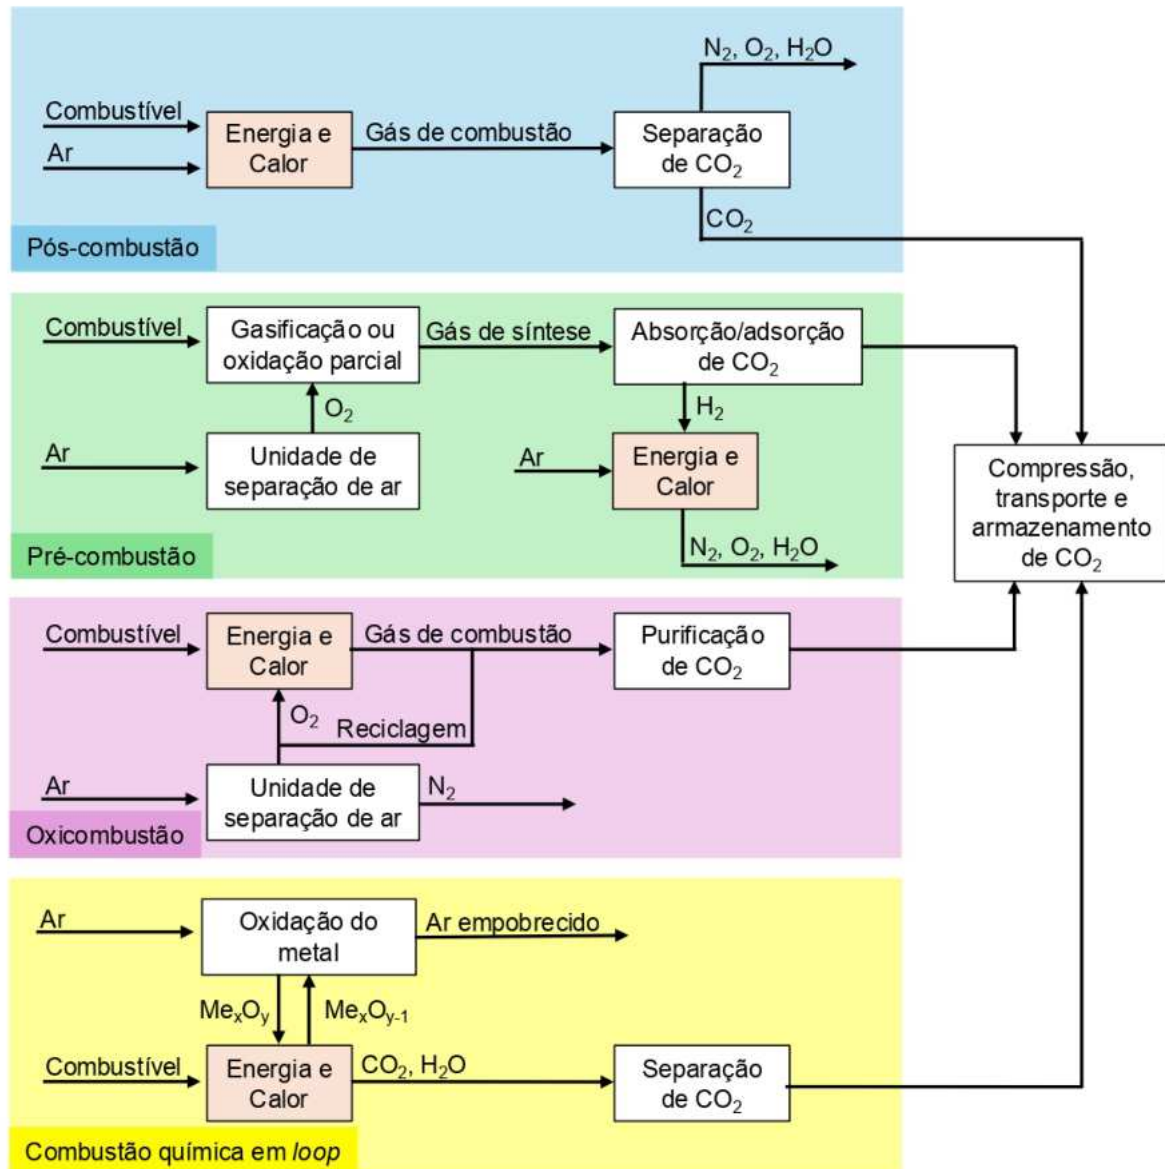 N₂, O₂, H₂O
Combustível
Ar
Energia e
Calor
Gás de combustão
Separação
de CO₂
CO₂
Pós-combustão
Combustível
Gasificação ou
oxidação parcial
Gás de síntese
Absorção/adsorção
de CO₂
O₂
H₂
Ar
Unidade de
separação de ar
Ar
Energia e
Calor
N₂, O₂, H₂O
Pré-combustão
Compressão,
transporte e
armazenamento
de CO₂
Combustível
Energia e
Calor
Gás de combustão
Purificação
de CO₂
O₂
Reciclagem
Ar
Unidade de
separação de ar
N₂
Oxicombustão
Ar
Oxidação do
metal
Ar empobrecido
MeₓOᵧ
MeₓOᵧ₋₁
Combustível
Energia e
Calor
CO₂, H₂O
Separação
de CO₂
Combustão química em loop